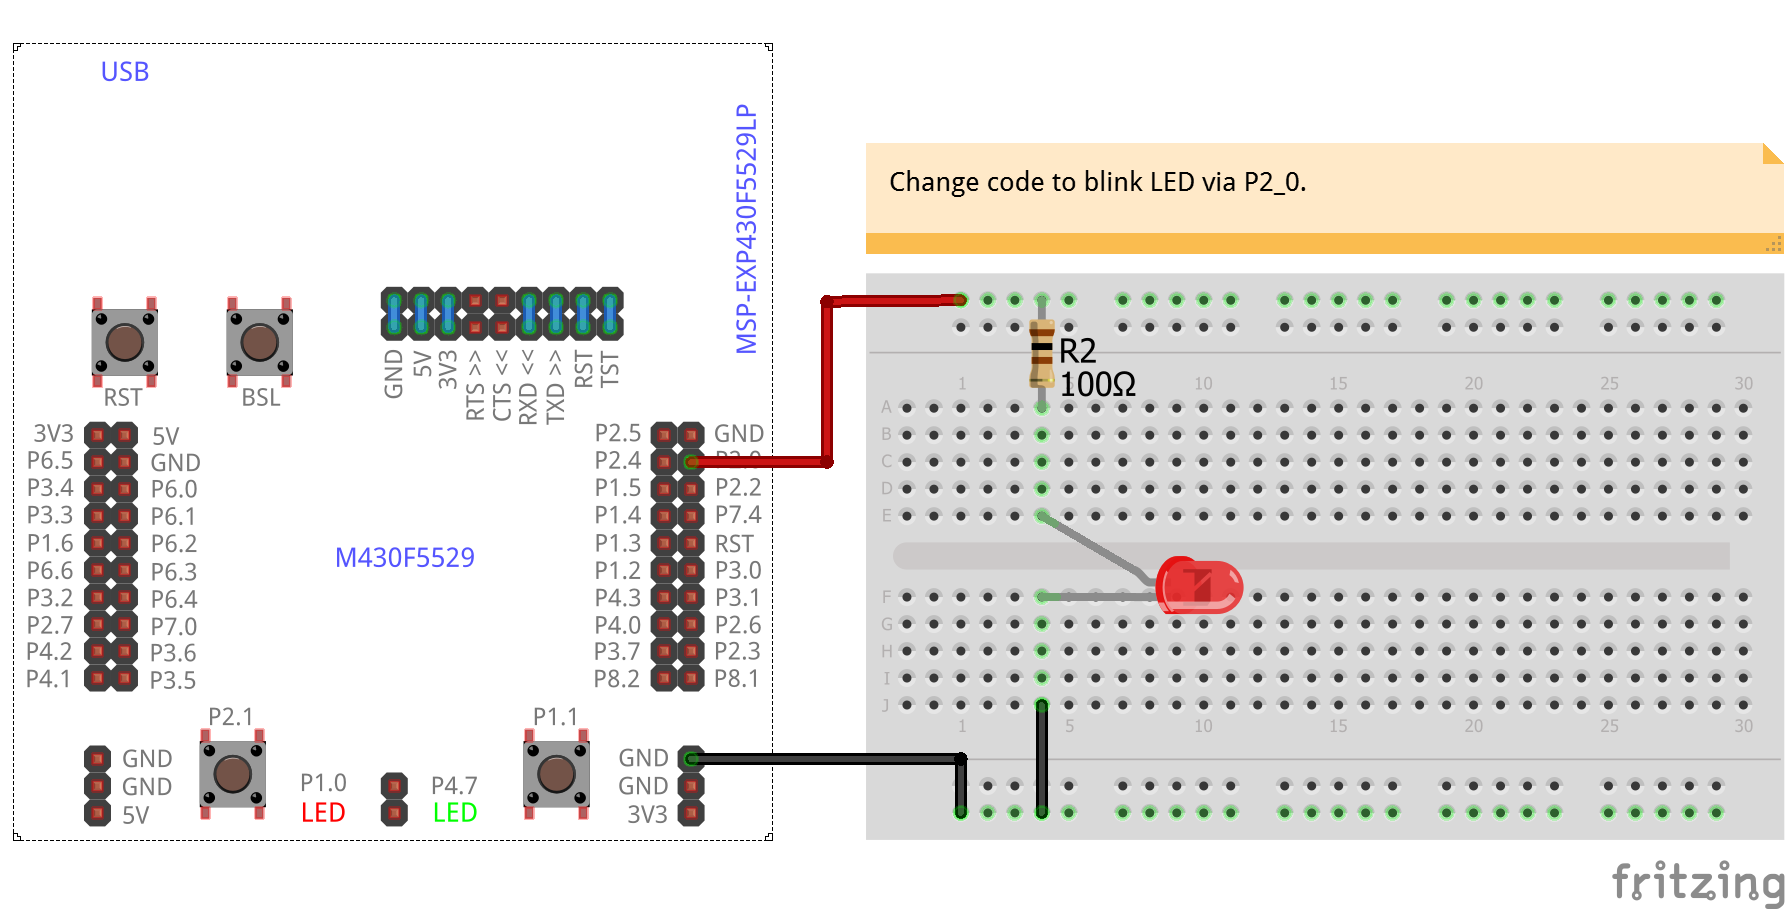 USB
MSP-EXP430F5529LP
Change code to blink LED via P2_0.
RST
BSL
GND
5V
3V3
RTS >>
CTS <<
RXD <<
TXD >>
RST
TST
3V3 5V
P6.5 GND
P3.4 P6.0
P3.3 P6.1
P1.6 P6.2
P6.6 P6.3
P3.2 P6.4
P2.7 P7.0
P4.2 P3.6
P4.1 P3.5
M430F5529
P2.5 GND
P2.4 P2.0
P1.5 P2.2
P1.4 P7.4
P1.3 RST
P1.2 P3.0
P4.3 P3.1
P4.0 P2.6
P3.7 P2.3
P8.2 P8.1
P2.1
P1.1
GND
GND
5V
P1.0
LED
P4.7
LED
GND
GND
3V3
R2
100Ω
1 5 10 15 20 25 30
A
B
C
D
E
F
G
H
I
J
1 5 10 15 20 25 30
fritzing